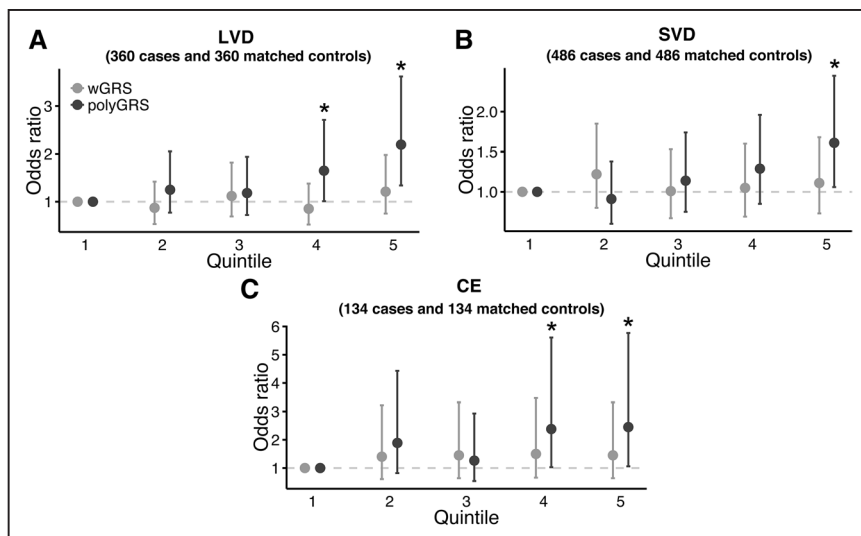 A
LVD
(360 cases and 360 matched controls)
wGRS
polyGRS
*
*
Odds ratio
3
2
1
1 2 3 4 5
Quintile
B
SVD
(486 cases and 486 matched controls)
*
Odds ratio
2.0
1.5
1.0
1 2 3 4 5
Quintile
C
CE
(134 cases and 134 matched controls)
*
*
Odds ratio
6
5
4
3
2
1
1 2 3 4 5
Quintile